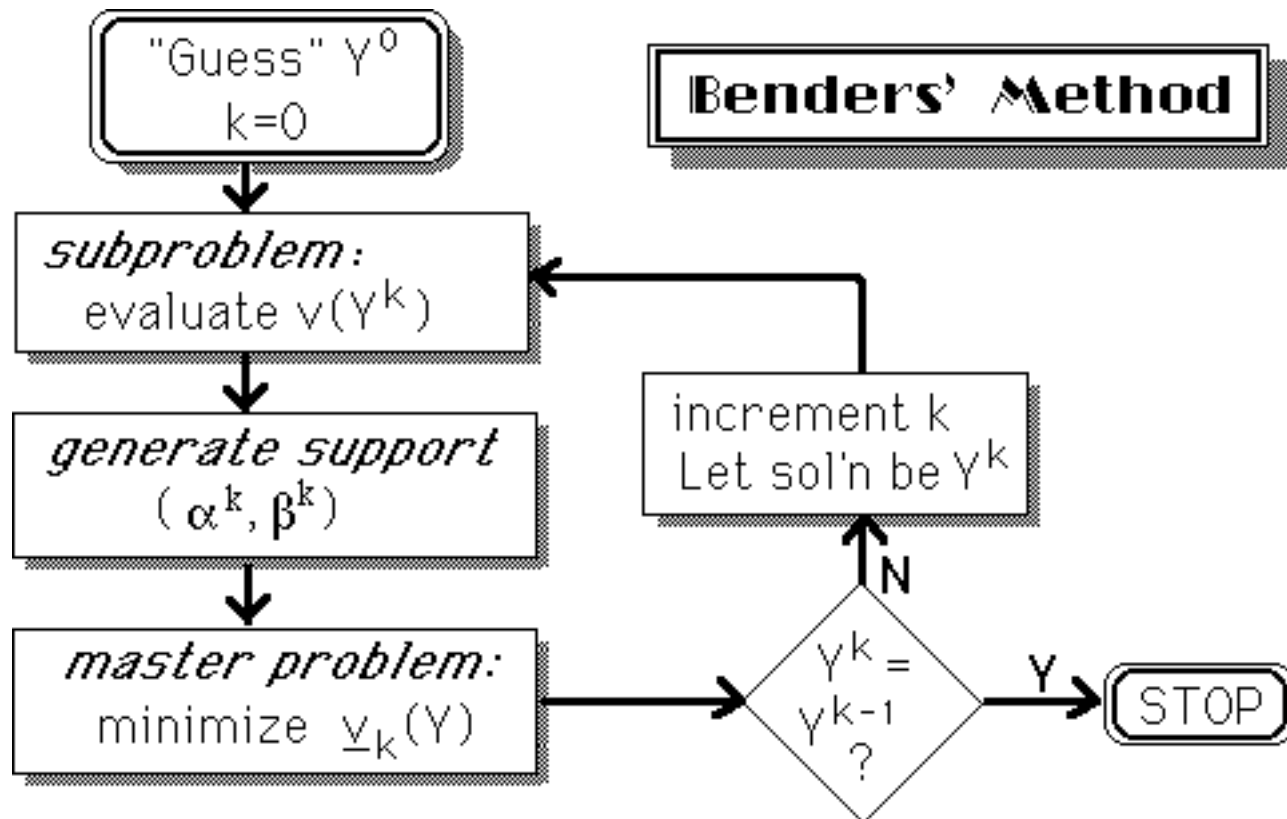 "Guess" Y⁰
k=0
Benders' Method
subproblem:
evaluate v(Yᵏ)
generate support
(αᵏ, βᵏ)
master problem:
minimize v̲ₖ(Y)
increment k
Let sol'n be Yᵏ
N
Yᵏ =
Yᵏ⁻¹
?
Y
STOP